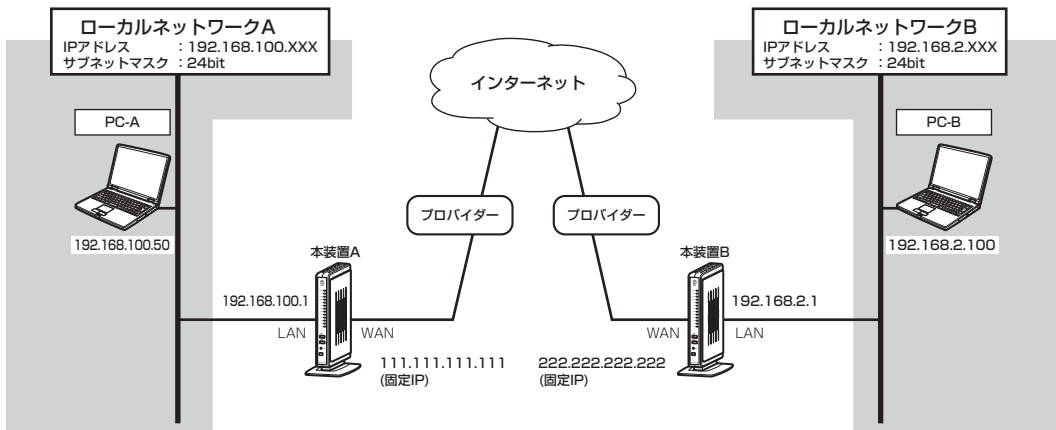 ローカルネットワークA
IPアドレス : 192.168.100.XXX
サブネットマスク : 24bit
ローカルネットワークB
IPアドレス : 192.168.2.XXX
サブネットマスク : 24bit
インターネット
PC-A
PC-B
プロバイダー
プロバイダー
192.168.100.50
192.168.2.100
本装置A
本装置B
192.168.100.1
192.168.2.1
LAN
WAN
WAN
LAN
111.111.111.111
(固定IP)
222.222.222.222
(固定IP)